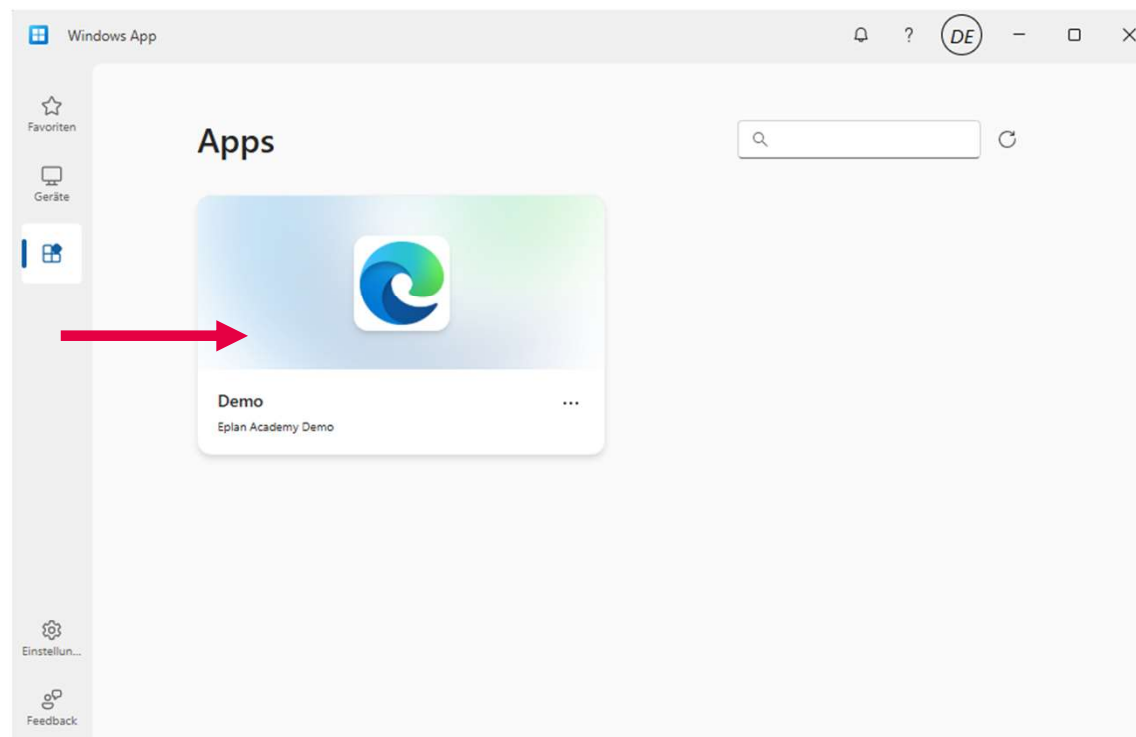 Windows App
?
DE
Favoriten
Apps
Geräte
Demo
...
Eplan Academy Demo
Einstellun...
Feedback